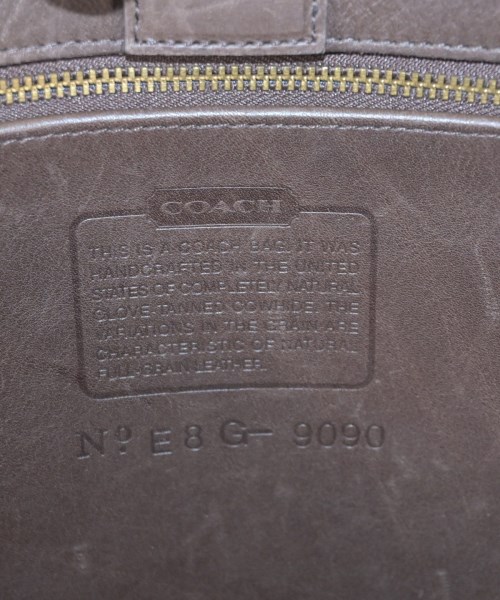 COACH
THIS IS A COACH BAG. IT WAS
HANDCRAFTED IN THE UNITED
STATES OF COMPLETELY NATURAL
GLOVE-TANNED COWHIDE. THE
VARIATIONS IN THE GRAIN ARE
CHARACTERISTIC OF NATURAL
FULL-GRAIN LEATHER.
Nº E8G-9090